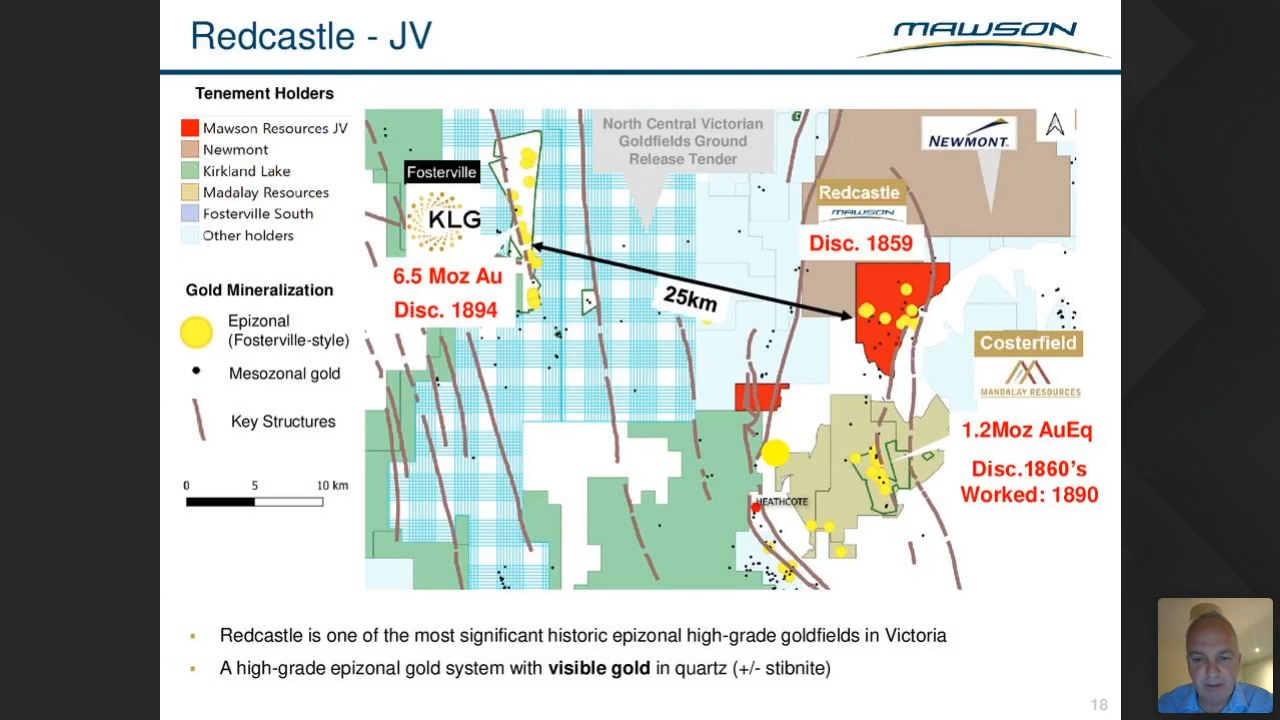 Redcastle - JV
MAWSON
Tenement Holders
Mawson Resources JV
Newmont
Kirkland Lake
Madalay Resources
Fosterville South
Other holders
Gold Mineralization
Epizonal
(Fosterville-style)
Mesozonal gold
Key Structures
0 5 10 km
North Central Victorian
Goldfields Ground
Release Tender
NEWMONT
Fosterville
KLG
6.5 Moz Au
Disc. 1894
25km
Redcastle
MAWSON
Disc. 1859
Costerfield
MANDALAY RESOURCES
1.2Moz AuEq
Disc.1860's
Worked: 1890
HEATHCOTE
▪ Redcastle is one of the most significant historic epizonal high-grade goldfields in Victoria
▪ A high-grade epizonal gold system with visible gold in quartz (+/- stibnite)
18